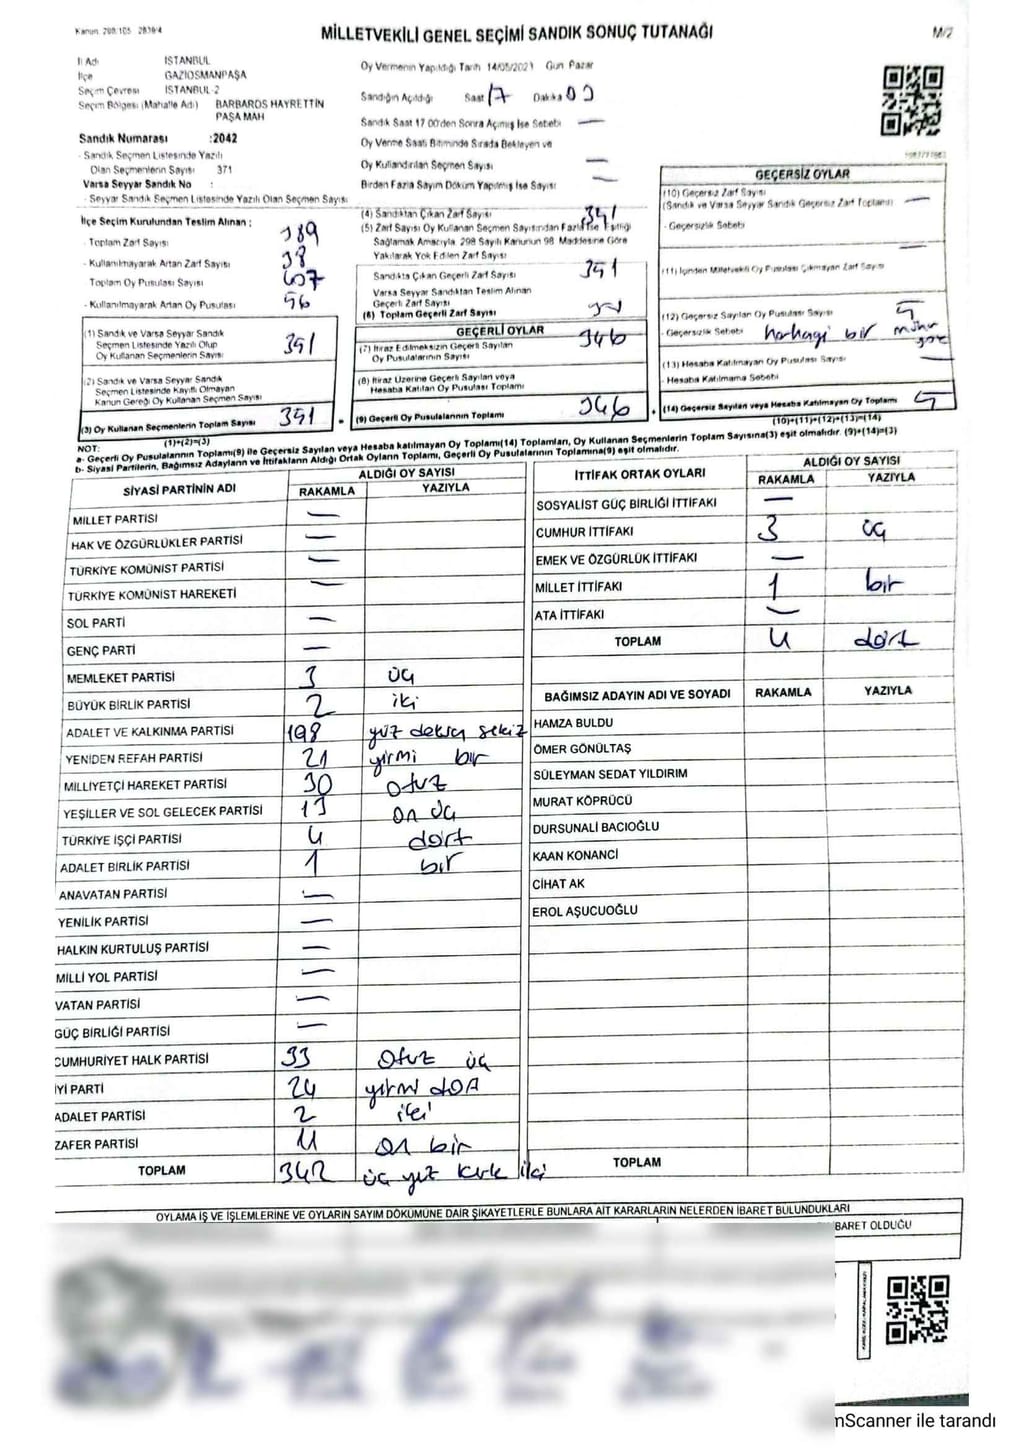 Kanun: 298/105 2839/4
MİLLETVEKİLİ GENEL SEÇİMİ SANDIK SONUÇ TUTANAĞI
M/2
İl Adı İSTANBUL
İlçe GAZİOSMANPAŞA
Seçim Çevresi İSTANBUL-2
Seçim Bölgesi (Mahalle Adı) BARBAROS HAYRETTİN
PAŞA MAH
Sandık Numarası :2042
- Sandık Seçmen Listesinde Yazılı
Olan Seçmenlerin Sayısı 371
Varsa Seyyar Sandık No :
- Seyyar Sandık Seçmen Listesinde Yazılı Olan Seçmen Sayısı
Oy Vermenin Yapıldığı Tarih 14/05/2023 Gün Pazar
Sandığın Açıldığı Saat 17 Dakika 00
Sandık Saat 17:00'den Sonra Açılmış İse Sebebi —
Oy Verme Saati Bitiminde Sırada Bekleyen ve
Oy Kullandırılan Seçmen Sayısı —
Birden Fazla Sayım Döküm Yapılmış İse Sayısı —
İlçe Seçim Kurulundan Teslim Alınan :
- Toplam Zarf Sayısı 389
- Kullanılmayarak Artan Zarf Sayısı 38
Toplam Oy Pusulası Sayısı 407
- Kullanılmayarak Artan Oy Pusulası 56
(1) Sandık ve Varsa Seyyar Sandık
Seçmen Listesinde Yazılı Olup
Oy Kullanan Seçmenlerin Sayısı 351
(2) Sandık ve Varsa Seyyar Sandık
Seçmen Listesinde Kayıtlı Olmayan
Kanun Gereği Oy Kullanan Seçmen Sayısı
(3) Oy Kullanan Seçmenlerin Toplam Sayısı 351
(1)+(2)=(3)
(4) Sandıktan Çıkan Zarf Sayısı 351
(5) Zarf Sayısı Oy Kullanan Seçmen Sayısından Fazla İse Eşitliği
Sağlamak Amacıyla, 298 Sayılı Kanunun 98. Maddesine Göre
Yakılarak Yok Edilen Zarf Sayısı
Sandıkta Çıkan Geçerli Zarf Sayısı 351
Varsa Seyyar Sandıktan Teslim Alınan
Geçerli Zarf Sayısı
(6) Toplam Geçerli Zarf Sayısı 351
GEÇERLİ OYLAR
(7) İtiraz Edilmeksizin Geçerli Sayılan
Oy Pusulalarının Sayısı 346
(8) İtiraz Üzerine Geçerli Sayılan veya
Hesaba Katılan Oy Pusulası Toplamı
(9) Geçerli Oy Pusulalarının Toplamı 346
GEÇERSİZ OYLAR
(10) Geçersiz Zarf Sayısı
(Sandık ve Varsa Seyyar Sandık Geçersiz Zarf Toplamı) —
- Geçersizlik Sebebi
(11) İçinden Milletvekili Oy Pusulası Çıkmayan Zarf Sayısı —
(12) Geçersiz Sayılan Oy Pusulası Sayısı 5
- Geçersizlik Sebebi herhagi bir mühür
(13) Hesaba Katılmayan Oy Pusulası Sayısı —
- Hesaba Katılmama Sebebi
(14) Geçersiz Sayılan veya Hesaba Katılmayan Oy Toplamı 5
(10)+(11)+(12)+(13)=(14)
NOT:
a- Geçerli Oy Pusulalarının Toplamı(9) ile Geçersiz Sayılan veya Hesaba katılmayan Oy Toplamı(14) Toplamları, Oy Kullanan Seçmenlerin Toplam Sayısına(3) eşit olmalıdır. (9)+(14)=(3)
b- Siyasi Partilerin, Bağımsız Adayların ve İttifakların Aldığı Ortak Oyların Toplamı, Geçerli Oy Pusulalarının Toplamına(9) eşit olmalıdır.
SİYASİ PARTİNİN ADI ALDIĞI OY SAYISI
RAKAMLA YAZIYLA
MİLLET PARTİSİ —
HAK VE ÖZGÜRLÜKLER PARTİSİ —
TÜRKİYE KOMÜNİST PARTİSİ —
TÜRKİYE KOMÜNİST HAREKETİ —
SOL PARTİ —
GENÇ PARTİ —
MEMLEKET PARTİSİ 3 üç
BÜYÜK BİRLİK PARTİSİ 2 iki
ADALET VE KALKINMA PARTİSİ 198 yüz doksan sekiz
YENİDEN REFAH PARTİSİ 21 yirmi bir
MİLLİYETÇİ HAREKET PARTİSİ 30 otuz
YEŞİLLER VE SOL GELECEK PARTİSİ 13 on üç
TÜRKİYE İŞÇİ PARTİSİ 4 dört
ADALET BİRLİK PARTİSİ 1 bir
ANAVATAN PARTİSİ —
YENİLİK PARTİSİ —
HALKIN KURTULUŞ PARTİSİ —
MİLLİ YOL PARTİSİ —
VATAN PARTİSİ —
GÜÇ BİRLİĞİ PARTİSİ —
CUMHURİYET HALK PARTİSİ 33 otuz üç
İYİ PARTİ 24 yirmi dört
ADALET PARTİSİ 2 iki
ZAFER PARTİSİ 11 on bir
TOPLAM 342 üç yüz kırk iki
İTTİFAK ORTAK OYLARI ALDIĞI OY SAYISI
RAKAMLA YAZIYLA
SOSYALİST GÜÇ BİRLİĞİ İTTİFAKI —
CUMHUR İTTİFAKI 3 üç
EMEK VE ÖZGÜRLÜK İTTİFAKI —
MİLLET İTTİFAKI 1 bir
ATA İTTİFAKI —
TOPLAM 4 dört
BAĞIMSIZ ADAYIN ADI VE SOYADI RAKAMLA YAZIYLA
HAMZA BULDU
ÖMER GÖNÜLTAŞ
SÜLEYMAN SEDAT YILDIRIM
MURAT KÖPRÜCÜ
DURSUNALİ BACIOĞLU
KAAN KONANCİ
CİHAT AK
EROL AŞUCUOĞLU
TOPLAM
OYLAMA İŞ VE İŞLEMLERİNE VE OYLARIN SAYIM DÖKÜMÜNE DAİR ŞİKAYETLERLE BUNLARA AİT KARARLARIN NELERDEN İBARET BULUNDUKLARI
BARET OLDUĞU
mScanner ile tarandı